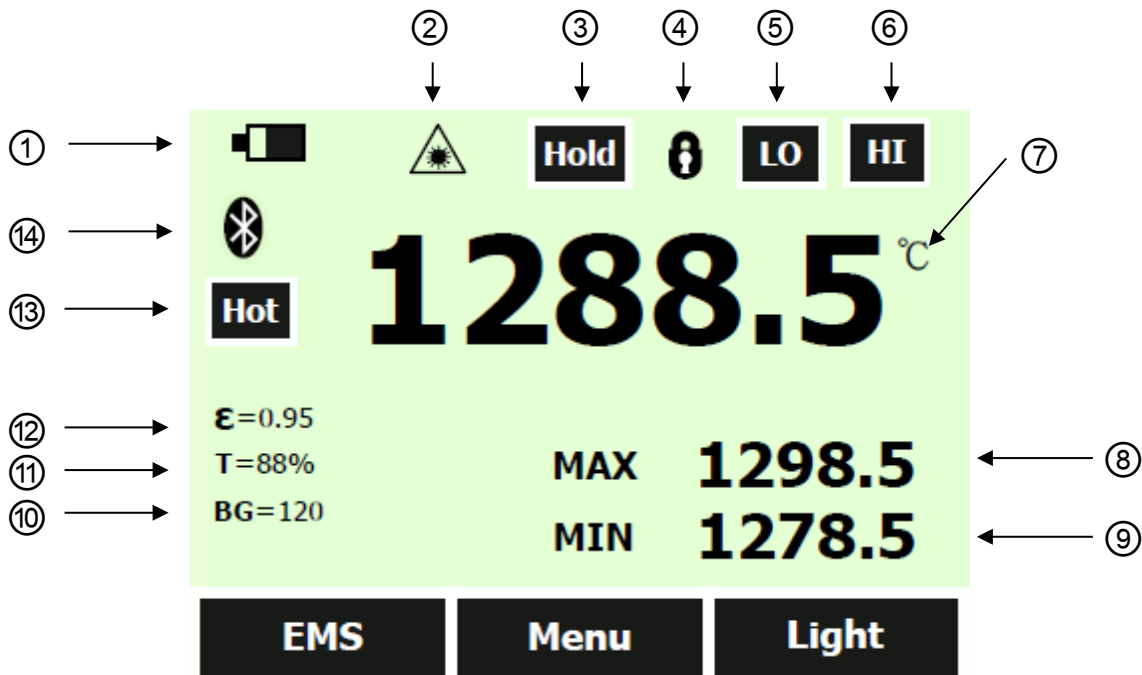 ② ③ ④ ⑤ ⑥
① Hold LO HI ⑦
⑭ 1288.5 ℃
⑬ Hot
⑫ ε=0.95
⑪ T=88% MAX 1298.5 ⑧
⑩ BG=120 MIN 1278.5 ⑨
EMS Menu Light